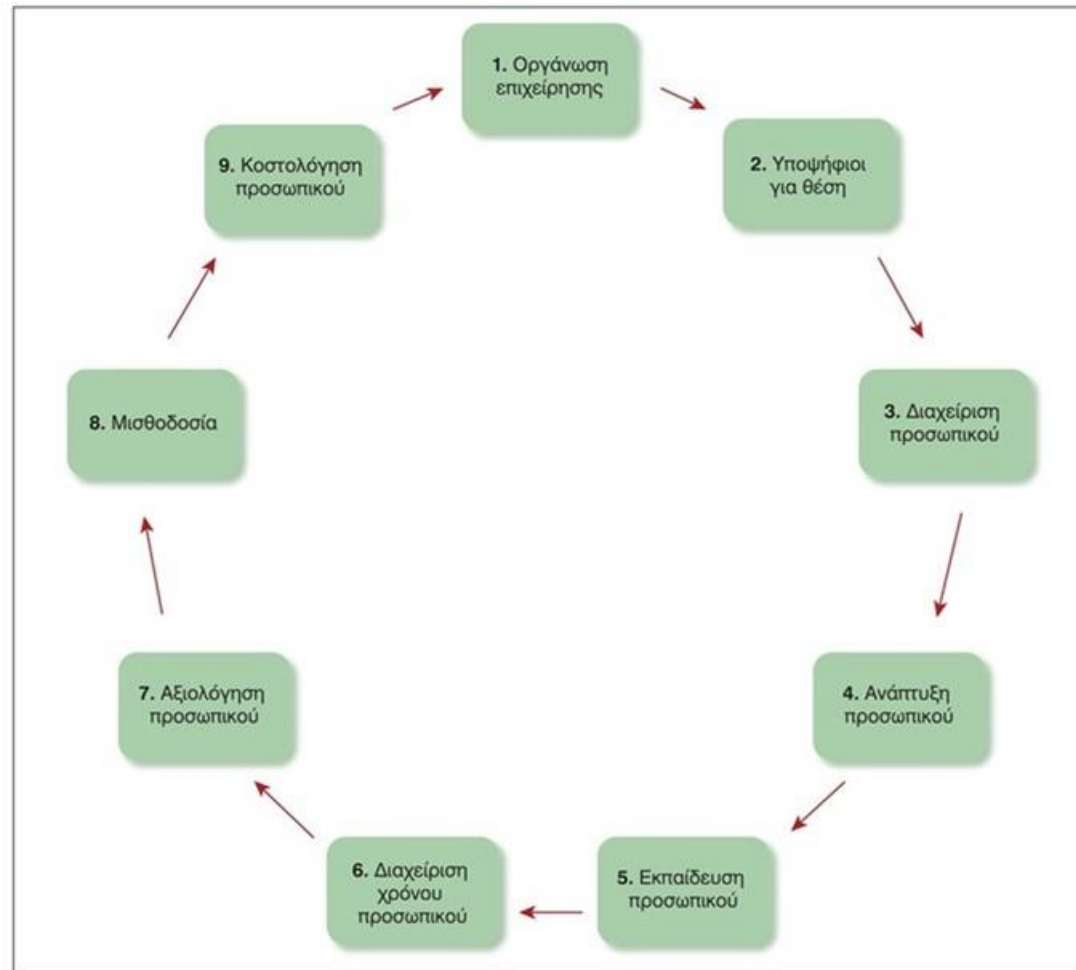 1. Οργάνωση
επιχείρησης
2. Υποψήφιοι
για θέση
3. Διαχείριση
προσωπικού
4. Ανάπτυξη
προσωπικού
5. Εκπαίδευση
προσωπικού
6. Διαχείριση
χρόνου
προσωπικού
7. Αξιολόγηση
προσωπικού
8. Μισθοδοσία
9. Κοστολόγηση
προσωπικού